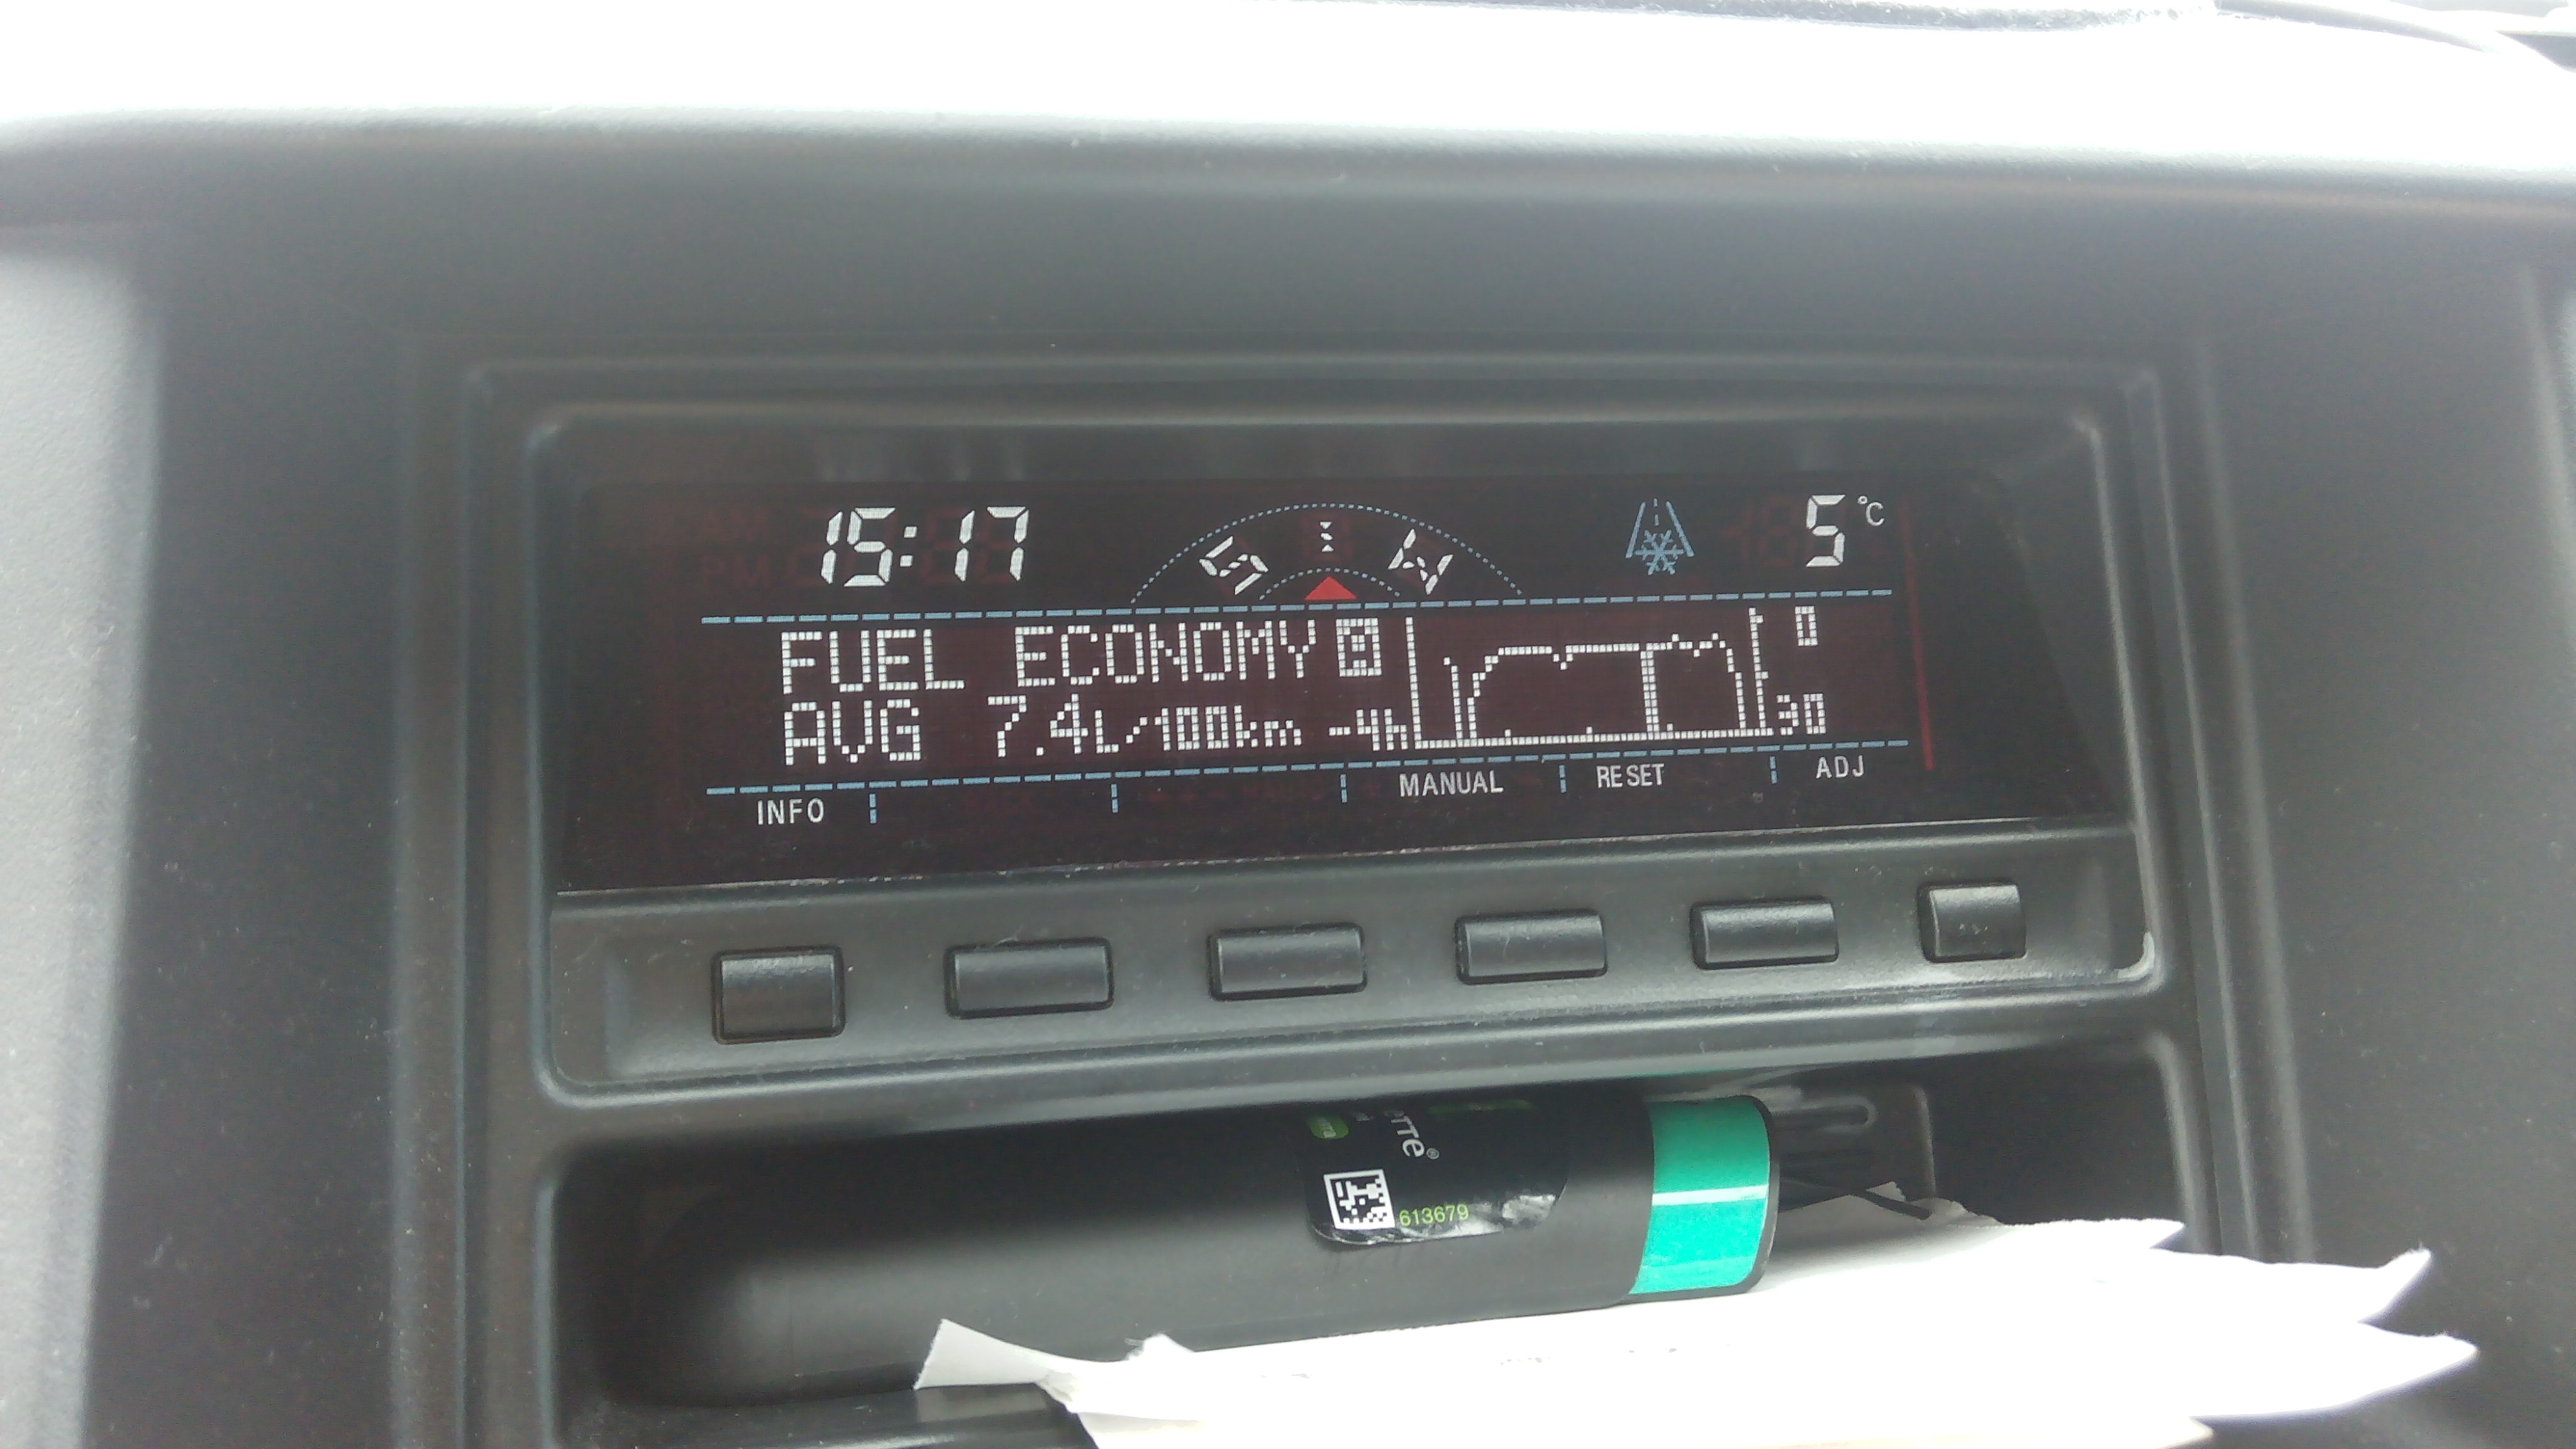 15:17
S W
5 °C
FUEL ECONOMY A
0
AVG 7.4L/100km -4h
30
INFO
MANUAL
RESET
ADJ
613679